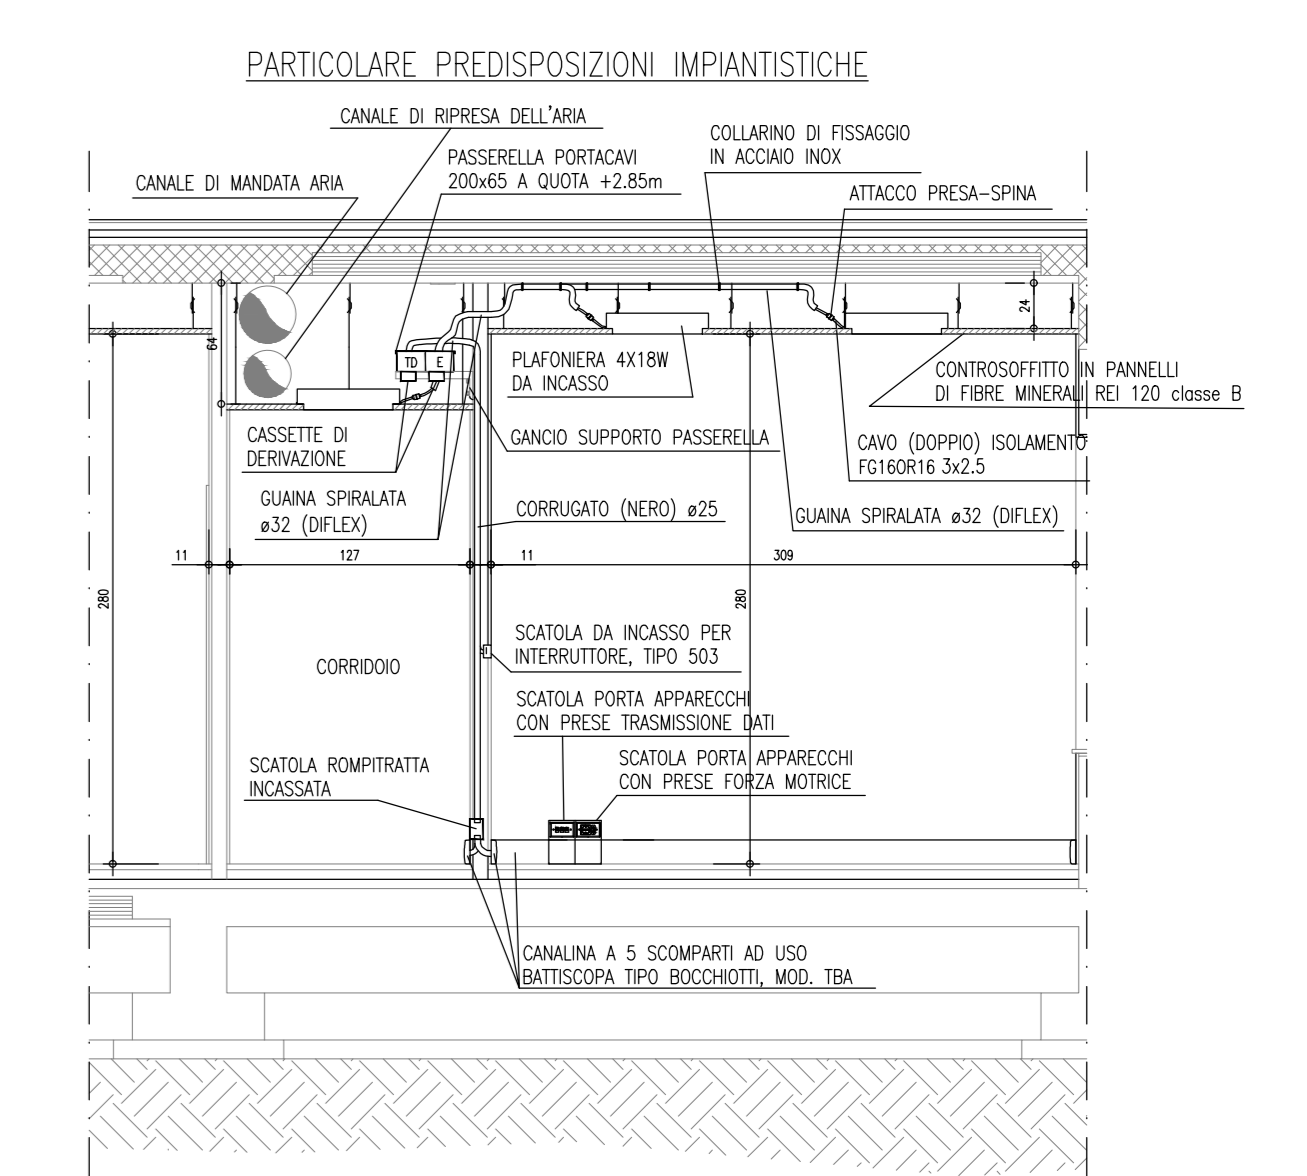 PARTICOLARE PREDISPOSIZIONI IMPIANTISTICHE
CANALE DI RIPRESA DELL'ARIA
COLLARINO DI FISSAGGIO
IN ACCIAIO INOX
PASSERELLA PORTACAVI
200x65 A QUOTA +2.85m
CANALE DI MANDATA ARIA
ATTACCO PRESA-SPINA
24
64
TD
E
PLAFONIERA 4X18W
DA INCASSO
CONTROSOFFITTO IN PANNELLI
DI FIBRE MINERALI REI 120 classe B
CASSETTE DI
DERIVAZIONE
GANCIO SUPPORTO PASSERELLA
CAVO (DOPPIO) ISOLAMENTO
FG16OR16 3x2.5
GUAINA SPIRALATA
ø32 (DIFLEX)
CORRUGATO (NERO) ø25
GUAINA SPIRALATA ø32 (DIFLEX)
11
127
11
309
280
280
SCATOLA DA INCASSO PER
INTERRUTTORE, TIPO 503
CORRIDOIO
SCATOLA PORTA APPARECCHI
CON PRESE TRASMISSIONE DATI
SCATOLA PORTA APPARECCHI
CON PRESE FORZA MOTRICE
SCATOLA ROMPITRATTA
INCASSATA
CANALINA A 5 SCOMPARTI AD USO
BATTISCOPA TIPO BOCCHIOTTI, MOD. TBA